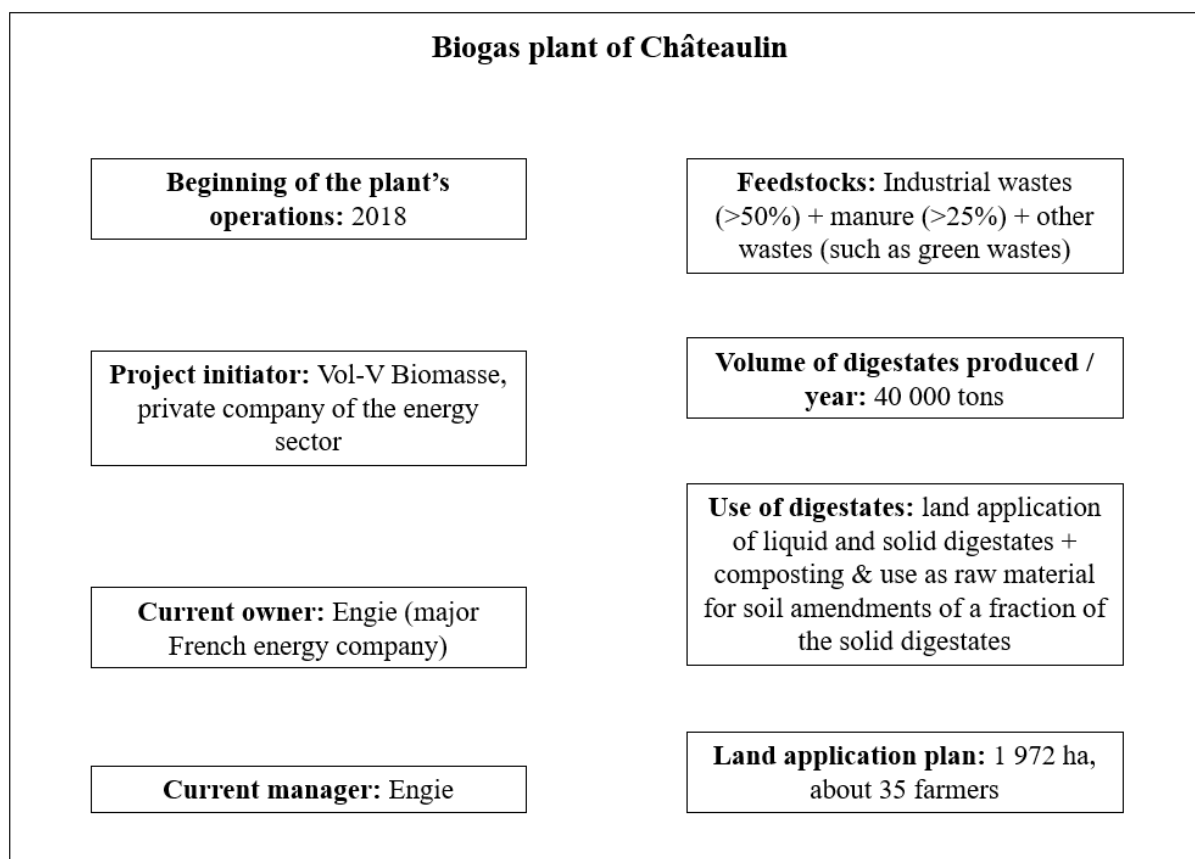 Biogas plant of Châteaulin
Beginning of the plant’s
operations: 2018
Project initiator: Vol-V Biomasse,
private company of the energy
sector
Current owner: Engie (major
French energy company)
Current manager: Engie
Feedstocks: Industrial wastes
(>50%) + manure (>25%) + other
wastes (such as green wastes)
Volume of digestates produced /
year: 40 000 tons
Use of digestates: land application
of liquid and solid digestates +
composting & use as raw material
for soil amendments of a fraction of
the solid digestates
Land application plan: 1 972 ha,
about 35 farmers